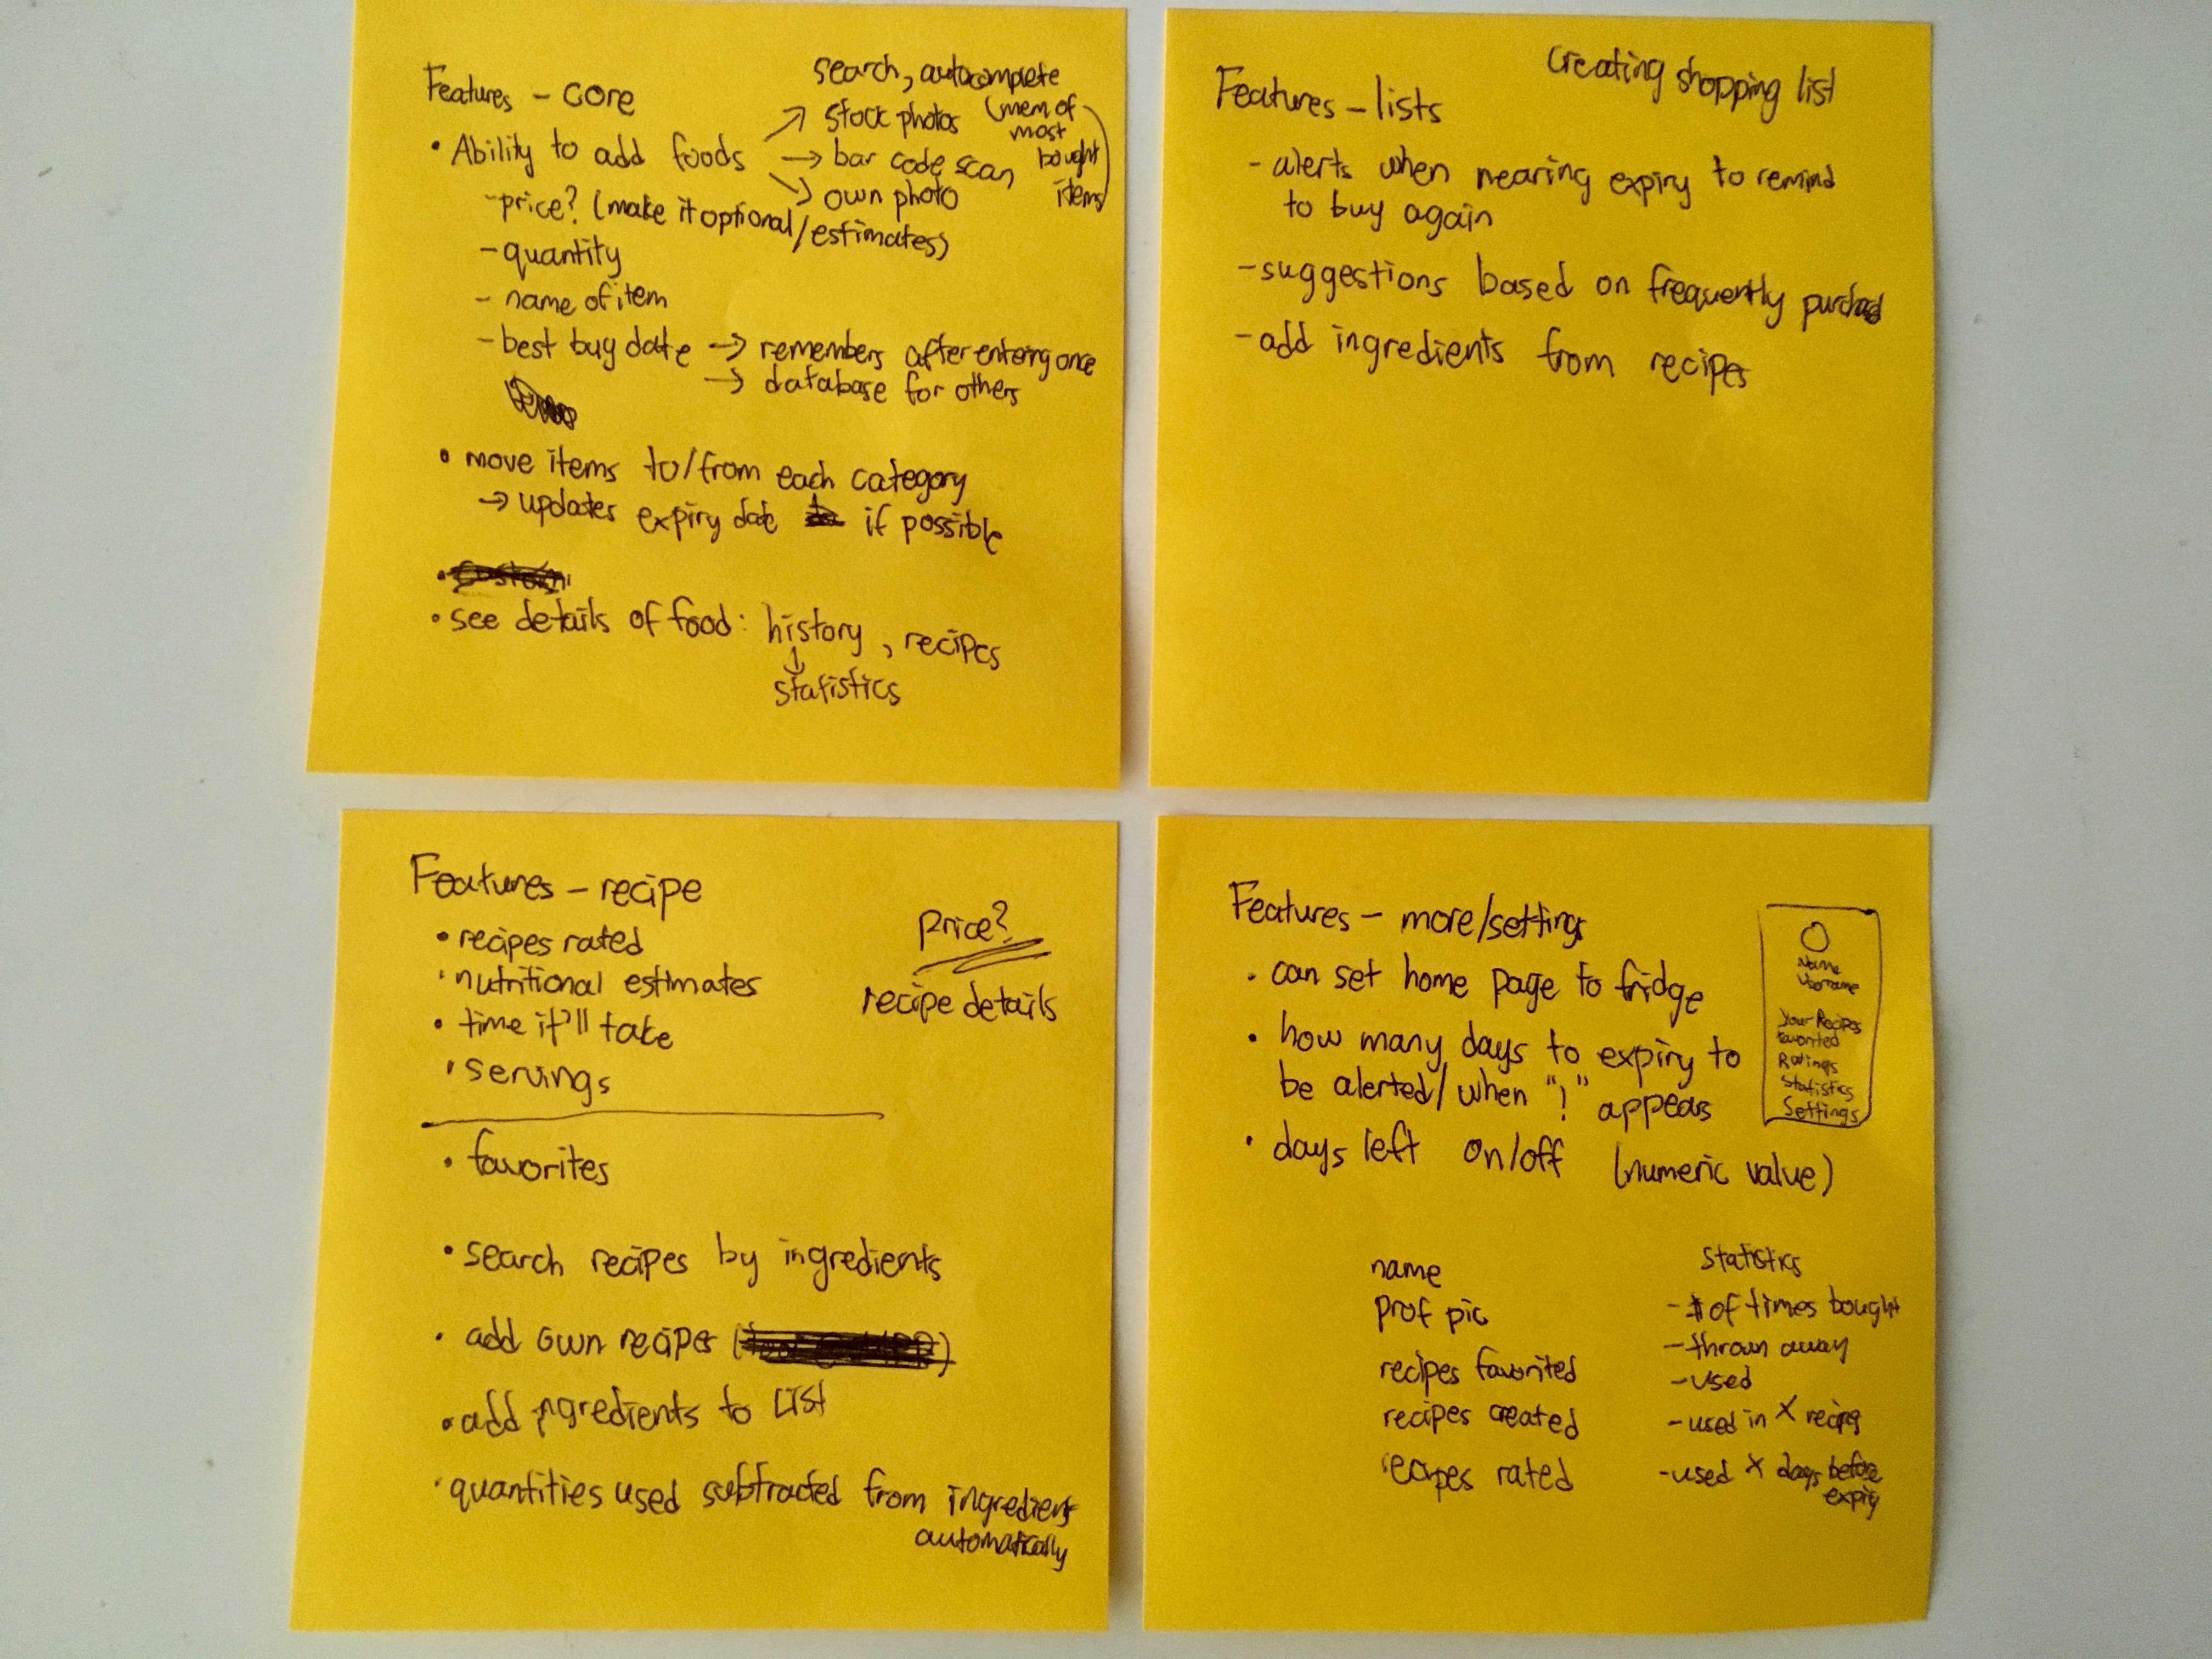 Features - core
search, autocomplete
(mem of most bought items)
• Ability to add foods
↗ stock photos
→ bar code scan
↘ own photo
- price? (make it optional/estimates)
- quantity
- name of item
- best buy date → remembers after entering once
→ database for others
• move items to/from each category
→ updates expiry date if possible
• see details of food: history, recipes
↓
statistics
Features - lists
creating shopping list
- alerts when nearing expiry to remind
to buy again
- suggestions based on frequently
- add ingredients from recipes
Features - recipe
• recipes rated
• nutritional estimates
• time it'll take
• servings
Price?
recipe details
• favorites
• search recipes by ingredients
• add own recipes
• add ingredients to List
• quantities used subtracted from ingredient
automatically
Features - more/setting
• can set home page to fridge
• how many days to expiry to
be alerted/when "!" appears
• days left on/off (numeric value)
Name
Username
Your Recipes
favorited
Ratings
Statistics
Settings
name
prof pic
recipes favorited
recipes created
recipes rated
statistics
- # of times bought
- thrown away
- used
- used in X recipes
- used X days before
expiry